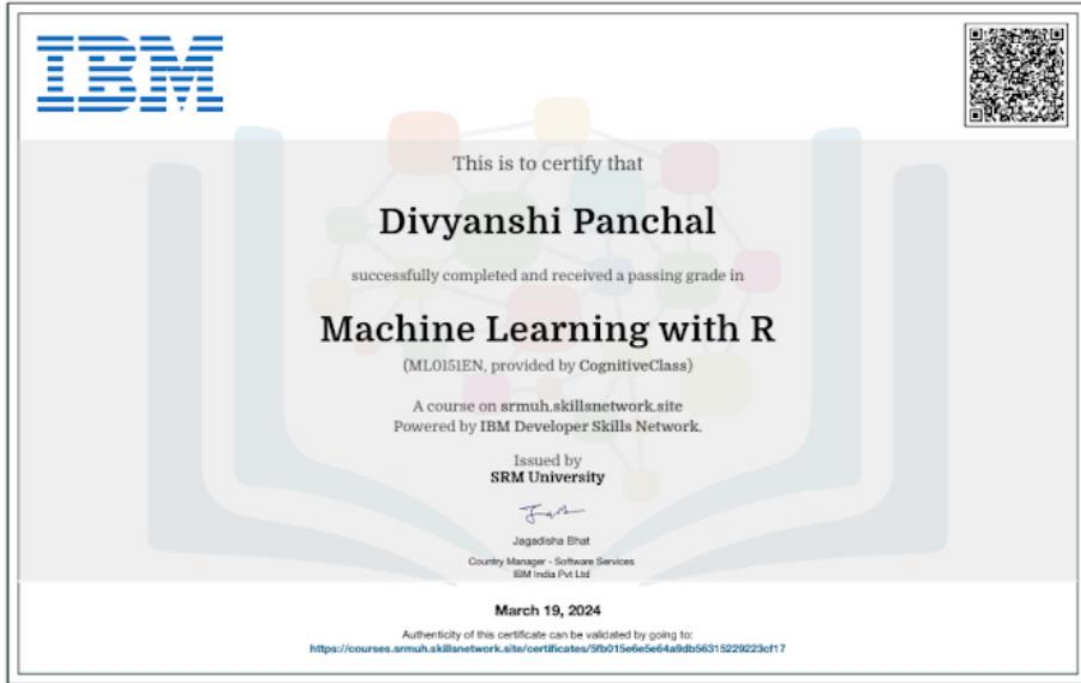 IBM
This is to certify that
Divyanshi Panchal
successfully completed and received a passing grade in
Machine Learning with R
(ML0151EN, provided by CognitiveClass)
A course on srmuh.skillsnetwork.site
Powered by IBM Developer Skills Network.
Issued by
SRM University
Jagadisha Bhat
Country Manager - Software Services
IBM India Pvt Ltd
March 19, 2024
Authenticity of this certificate can be validated by going to:
https://courses.srmuh.skillsnetwork.site/certificates/5fb015e6e5e64a9db56315229223cf17